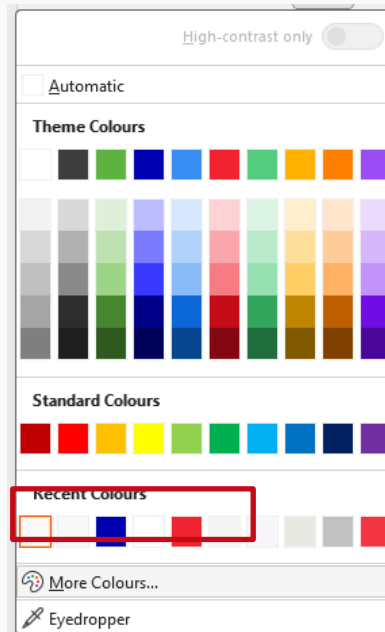 High-contrast only
Automatic
Theme Colours
Standard Colours
Recent Colours
More Colours...
Eyedropper